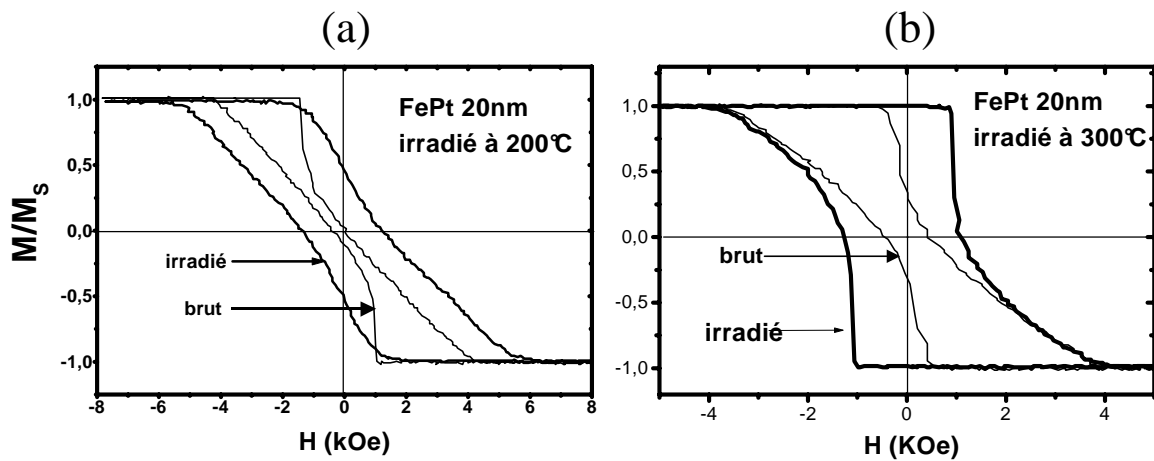 (a)
(b)
FePt 20nm
irradié à 200°C
irradié
brut
1,0
0,5
0,0
-0,5
-1,0
M/M_S
-8 -6 -4 -2 0 2 4 6 8
H (kOe)
FePt 20nm
irradié à 300°C
brut
irradié
1,0
0,5
0,0
-0,5
-1,0
-4 -2 0 2 4
H (KOe)